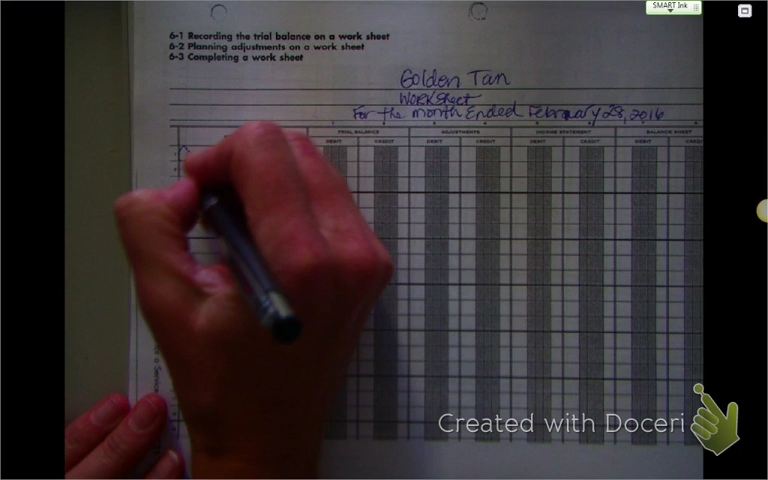 SMART Ink
6-1 Recording the trial balance on a work sheet
6-2 Planning adjustments on a work sheet
6-3 Completing a work sheet
Golden Tan
Worksheet
For the month Ended February 28, 2016
TRIAL BALANCE ADJUSTMENTS INCOME STATEMENT BALANCE SHEET
DEBIT CREDIT DEBIT CREDIT DEBIT CREDIT DEBIT
Created with Doceri